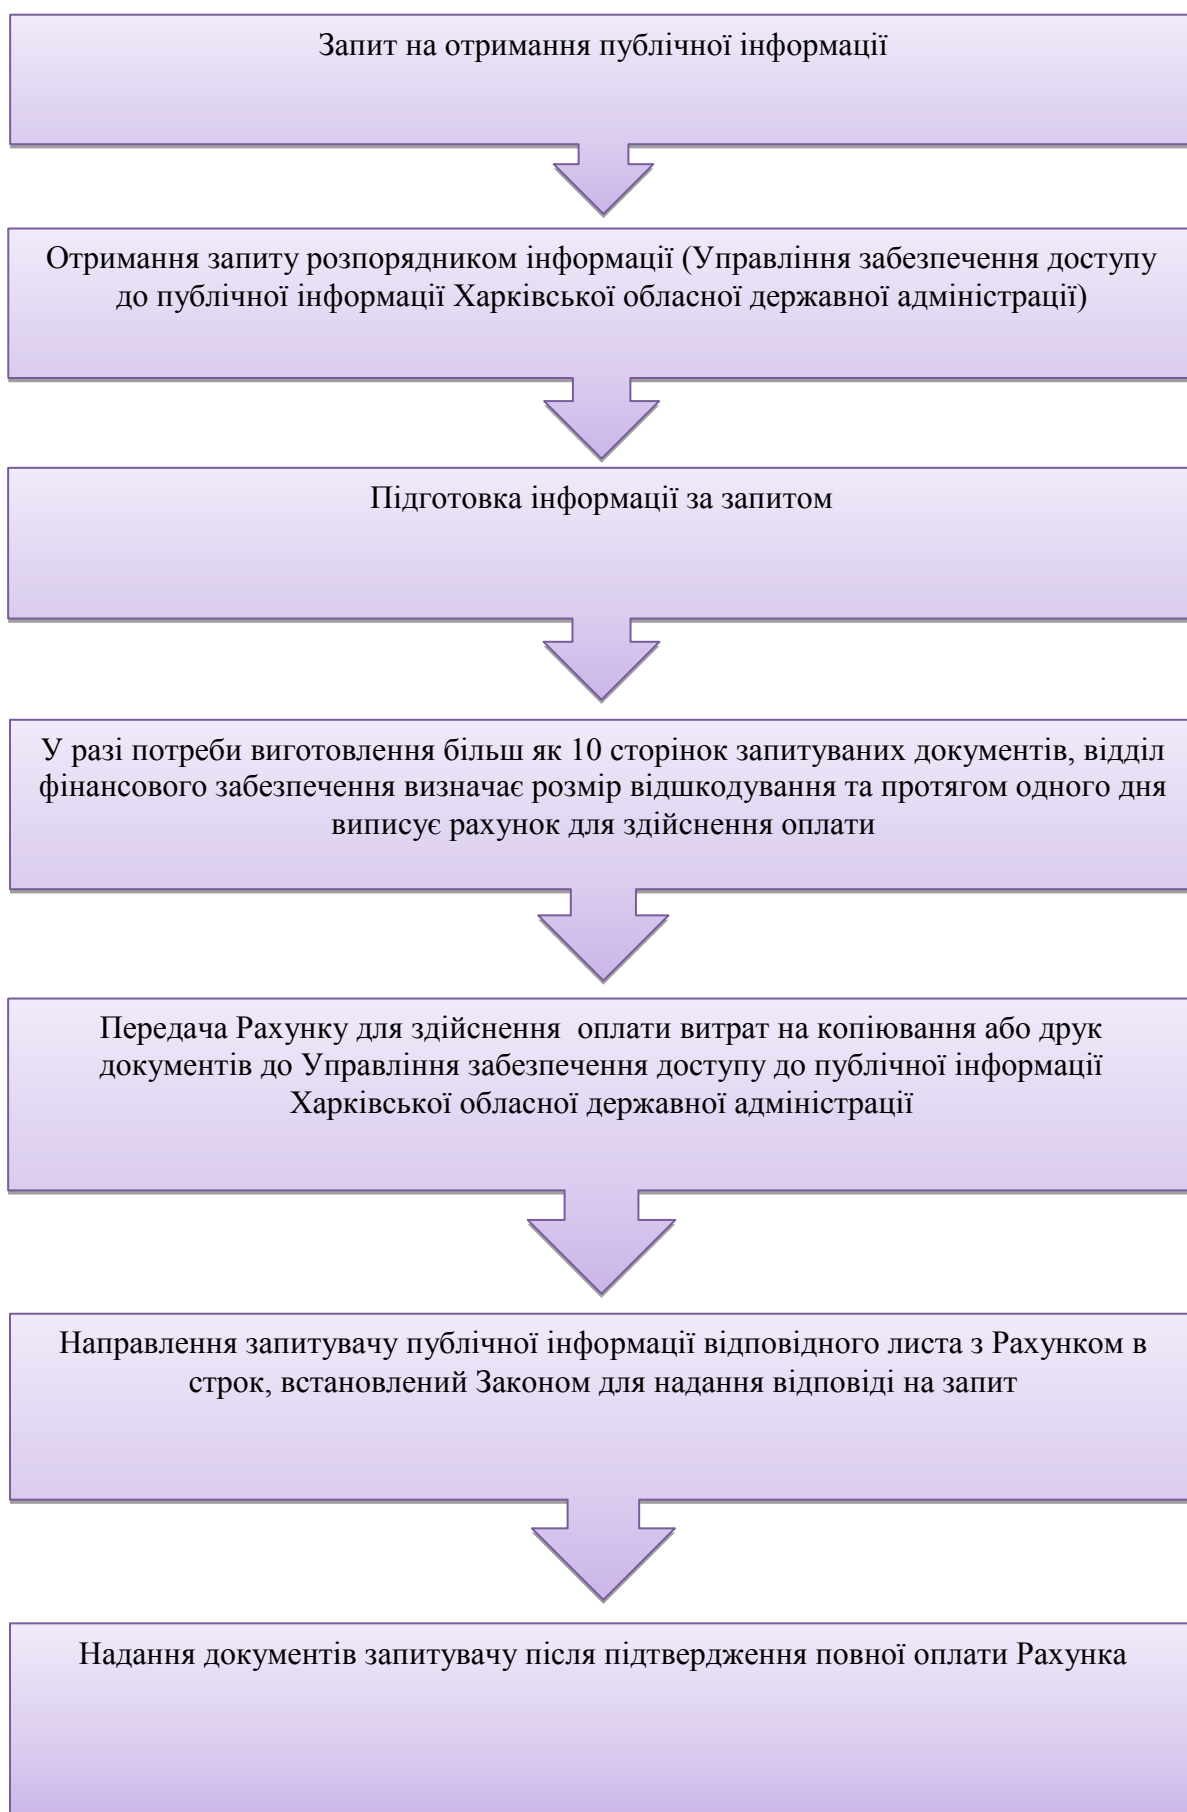 Запит на отримання публічної інформації
Отримання запиту розпорядником інформації (Управління забезпечення доступу
до публічної інформації Харківської обласної державної адміністрації)
Підготовка інформації за запитом
У разі потреби виготовлення більш як 10 сторінок запитуваних документів, відділ
фінансового забезпечення визначає розмір відшкодування та протягом одного дня
виписує рахунок для здійснення оплати
Передача Рахунку для здійснення  оплати витрат на копіювання або друк
документів до Управління забезпечення доступу до публічної інформації
Харківської обласної державної адміністрації
Направлення запитувачу публічної інформації відповідного листа з Рахунком в
строк, встановлений Законом для надання відповіді на запит
Надання документів запитувачу після підтвердження повної оплати Рахунка